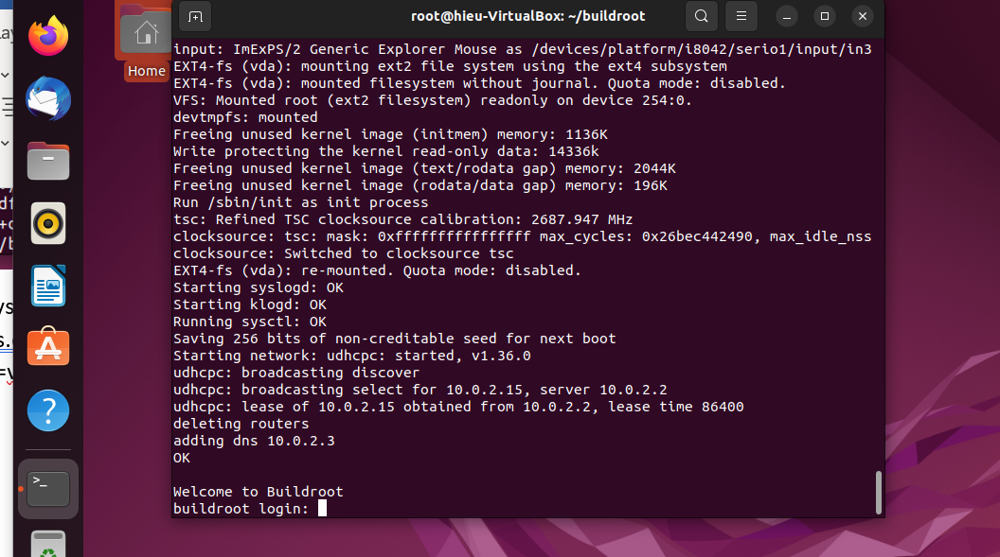 root@hieu-VirtualBox: ~/buildroot
Home
input: ImExPS/2 Generic Explorer Mouse as /devices/platform/i8042/serio1/input/in3
EXT4-fs (vda): mounting ext2 file system using the ext4 subsystem
EXT4-fs (vda): mounted filesystem without journal. Quota mode: disabled.
VFS: Mounted root (ext2 filesystem) readonly on device 254:0.
devtmpfs: mounted
Freeing unused kernel image (initmem) memory: 1136K
Write protecting the kernel read-only data: 14336k
Freeing unused kernel image (text/rodata gap) memory: 2044K
Freeing unused kernel image (rodata/data gap) memory: 196K
Run /sbin/init as init process
tsc: Refined TSC clocksource calibration: 2687.947 MHz
clocksource: tsc: mask: 0xffffffffffffffff max_cycles: 0x26bec442490, max_idle_nss
clocksource: Switched to clocksource tsc
EXT4-fs (vda): re-mounted. Quota mode: disabled.
Starting syslogd: OK
Starting klogd: OK
Running sysctl: OK
Saving 256 bits of non-creditable seed for next boot
Starting network: udhcpc: started, v1.36.0
udhcpc: broadcasting discover
udhcpc: broadcasting select for 10.0.2.15, server 10.0.2.2
udhcpc: lease of 10.0.2.15 obtained from 10.0.2.2, lease time 86400
deleting routers
adding dns 10.0.2.3
OK
Welcome to Buildroot
buildroot login: